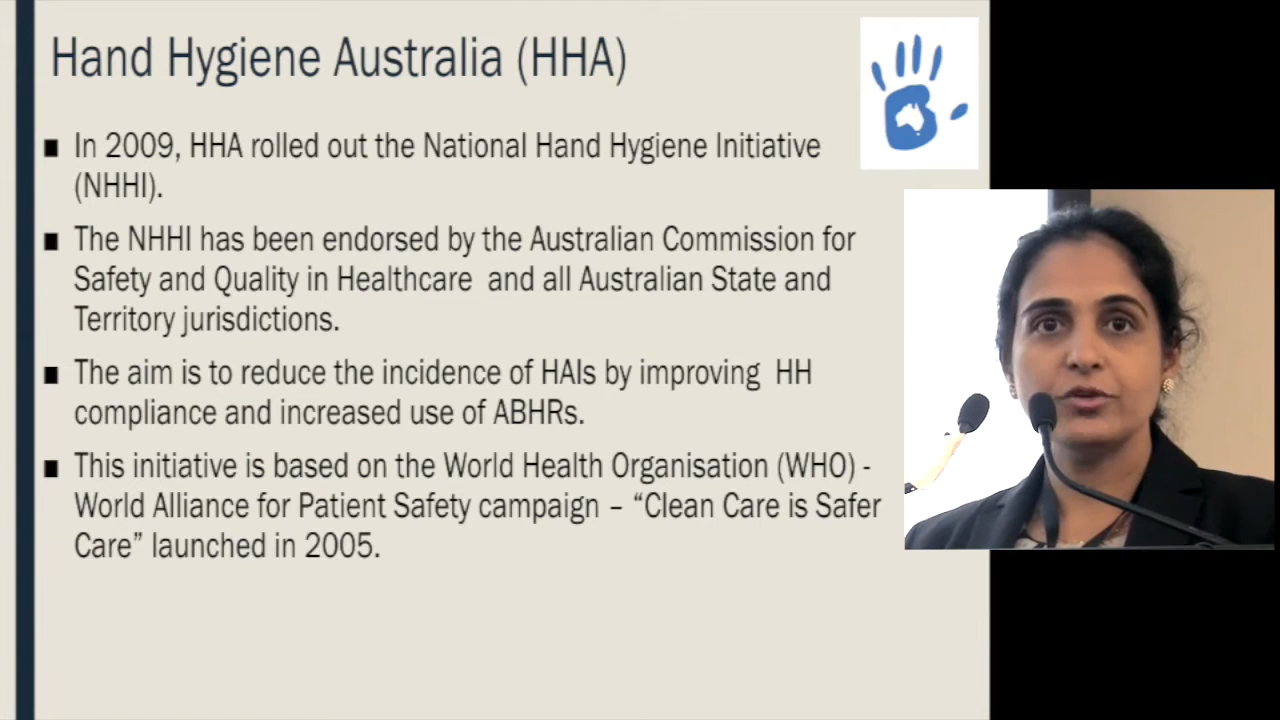 Hand Hygiene Australia (HHA)
■ In 2009, HHA rolled out the National Hand Hygiene Initiative
(NHHI).
■ The NHHI has been endorsed by the Australian Commission for
Safety and Quality in Healthcare  and all Australian State and
Territory jurisdictions.
■ The aim is to reduce the incidence of HAIs by improving  HH
compliance and increased use of ABHRs.
■ This initiative is based on the World Health Organisation (WHO) -
World Alliance for Patient Safety campaign – “Clean Care is Safer
Care” launched in 2005.